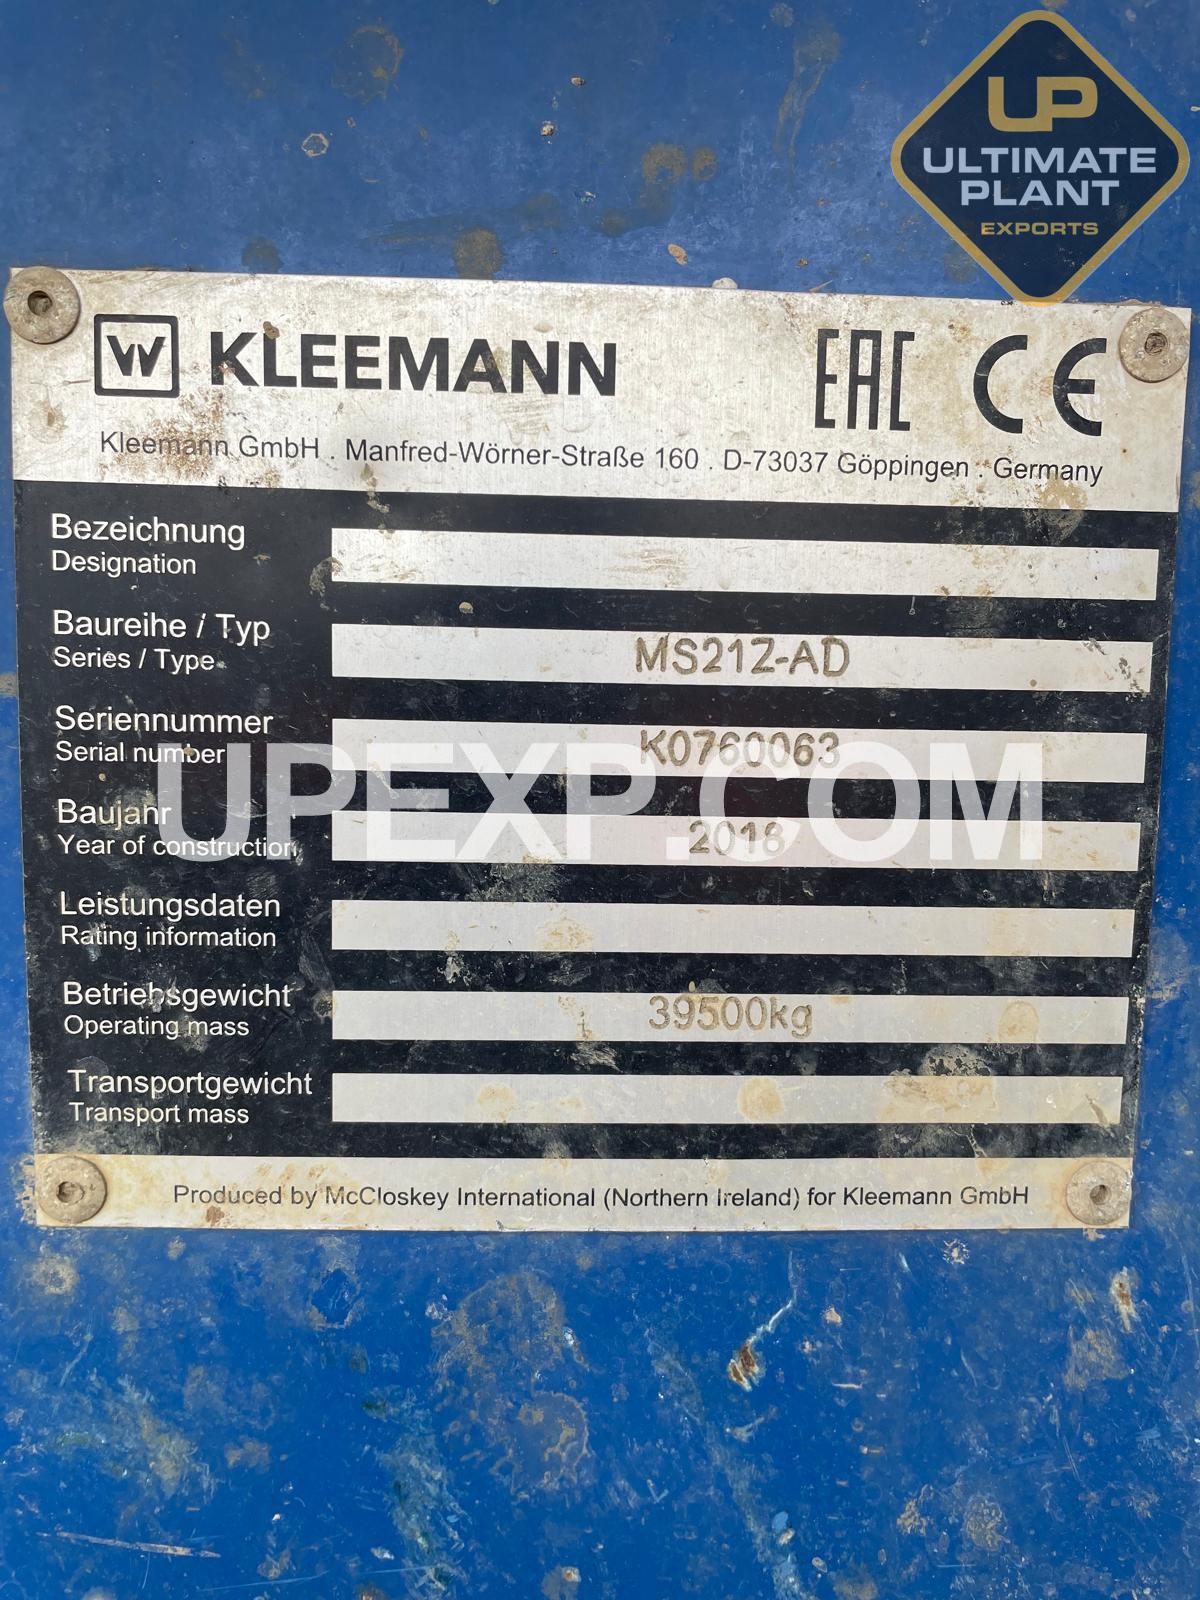 UP
ULTIMATE
PLANT
EXPORTS
W KLEEMANN EAC CE
Kleemann GmbH . Manfred-Wörner-Straße 160 . D-73037 Göppingen . Germany
Bezeichnung
Designation
Baureihe / Typ
Series / Type
MS21Z-AD
Seriennummer
Serial number
K0760063
UPEXP.COM
Baujahr
Year of construction
2018
Leistungsdaten
Rating information
Betriebsgewicht
Operating mass
39500kg
Transportgewicht
Transport mass
Produced by McCloskey International (Northern Ireland) for Kleemann GmbH